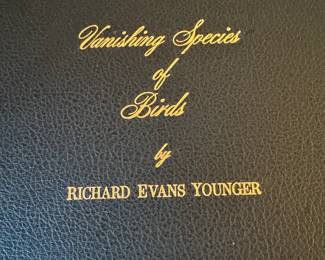 Vanishing Species
of
Birds
by
RICHARD EVANS YOUNGER